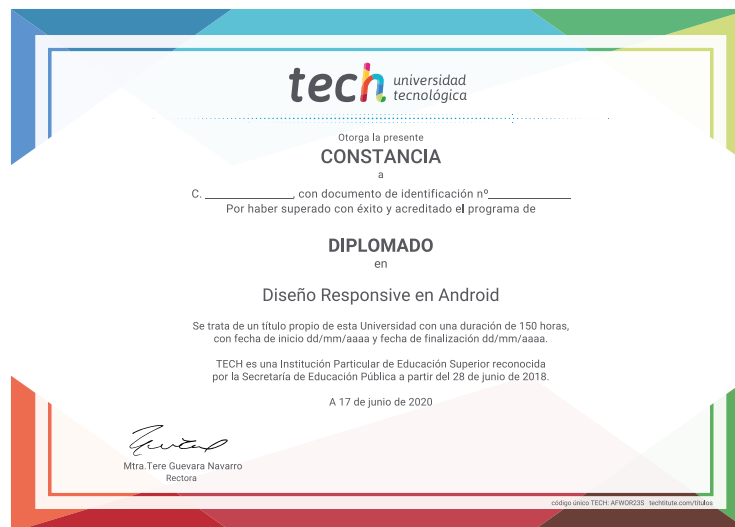 tech universidad
tecnológica
Otorga la presente
CONSTANCIA
a
C. ______________, con documento de identificación nº______________
Por haber superado con éxito y acreditado el programa de
DIPLOMADO
en
Diseño Responsive en Android
Se trata de un título propio de esta Universidad con una duración de 150 horas,
con fecha de inicio dd/mm/aaaa y fecha de finalización dd/mm/aaaa.
TECH es una Institución Particular de Educación Superior reconocida
por la Secretaría de Educación Pública a partir del 28 de junio de 2018.
A 17 de junio de 2020
Mtra.Tere Guevara Navarro
Rectora
código único TECH: AFWOR23S techtitute.com/títulos